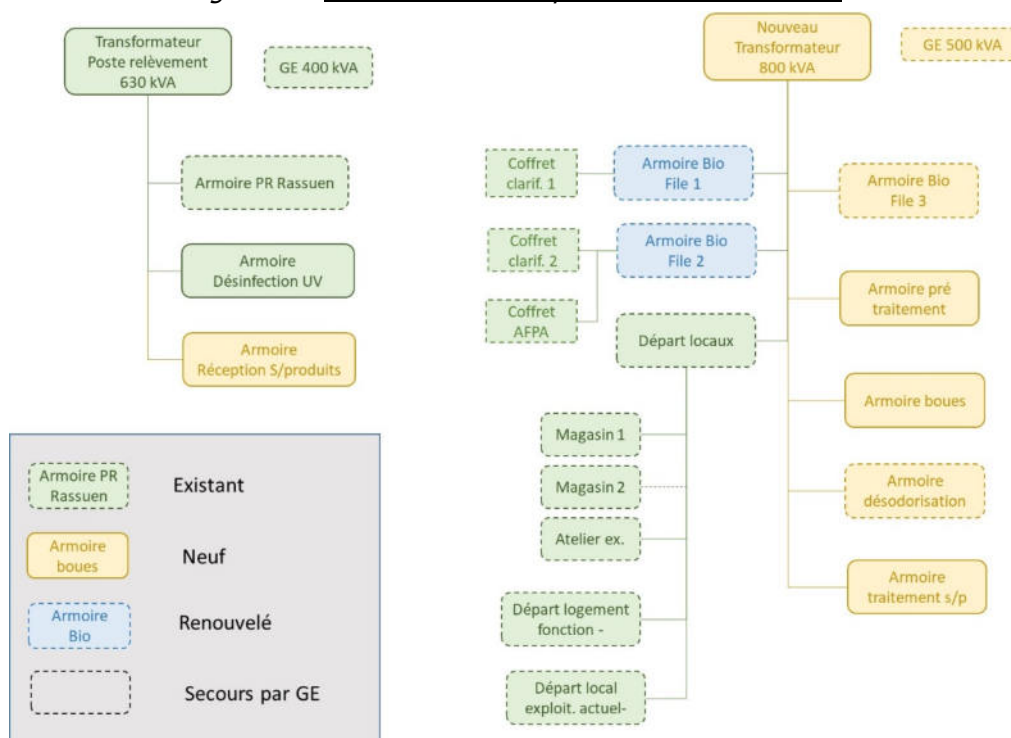 Transformateur
Poste relèvement
630 kVA
GE 400 kVA
Armoire PR Rassuen
Armoire
Désinfection UV
Armoire
Réception S/produits
Nouveau
Transformateur
800 kVA
GE 500 kVA
Coffret
clarif. 1
Armoire Bio
File 1
Armoire Bio
File 3
Coffret
clarif. 2
Armoire Bio
File 2
Coffret
AFPA
Départ locaux
Armoire pré
traitement
Armoire boues
Armoire
désodorisation
Armoire
traitement s/p
Magasin 1
Magasin 2
Atelier ex.
Départ logement
fonction -
Départ local
exploit. actuel-
Armoire PR
Rassuen
Existant
Armoire
boues
Neuf
Armoire
Bio
Renouvelé
Secours par GE